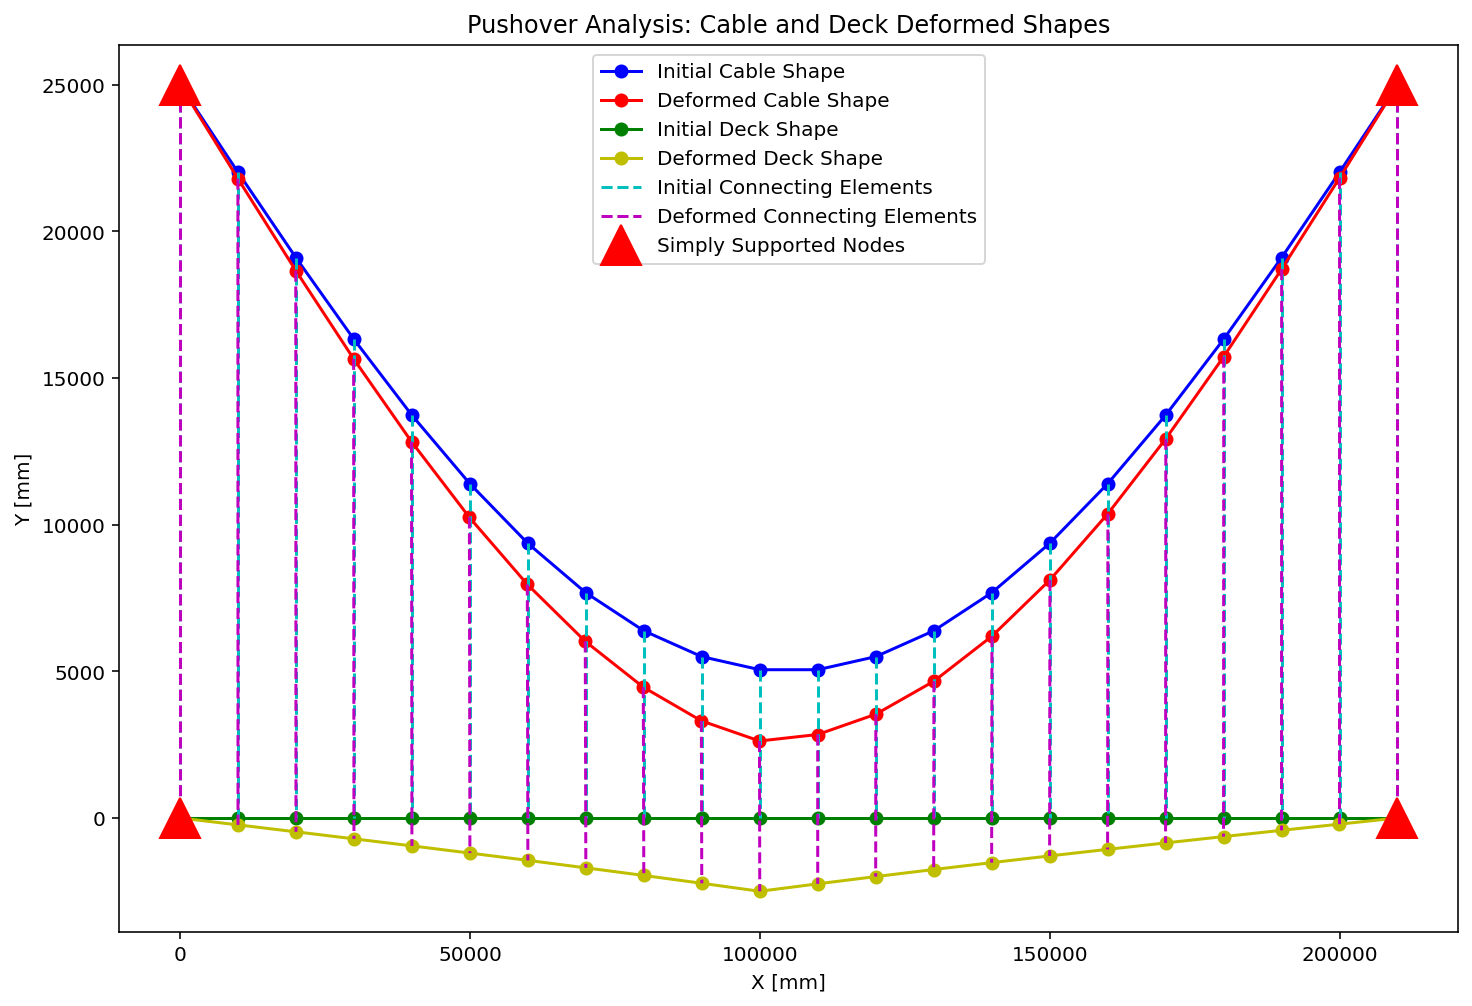 Pushover Analysis: Cable and Deck Deformed Shapes
Initial Cable Shape
Deformed Cable Shape
Initial Deck Shape
Deformed Deck Shape
Initial Connecting Elements
Deformed Connecting Elements
Simply Supported Nodes
25000
20000
15000
10000
5000
0
Y [mm]
0 50000 100000 150000 200000
X [mm]